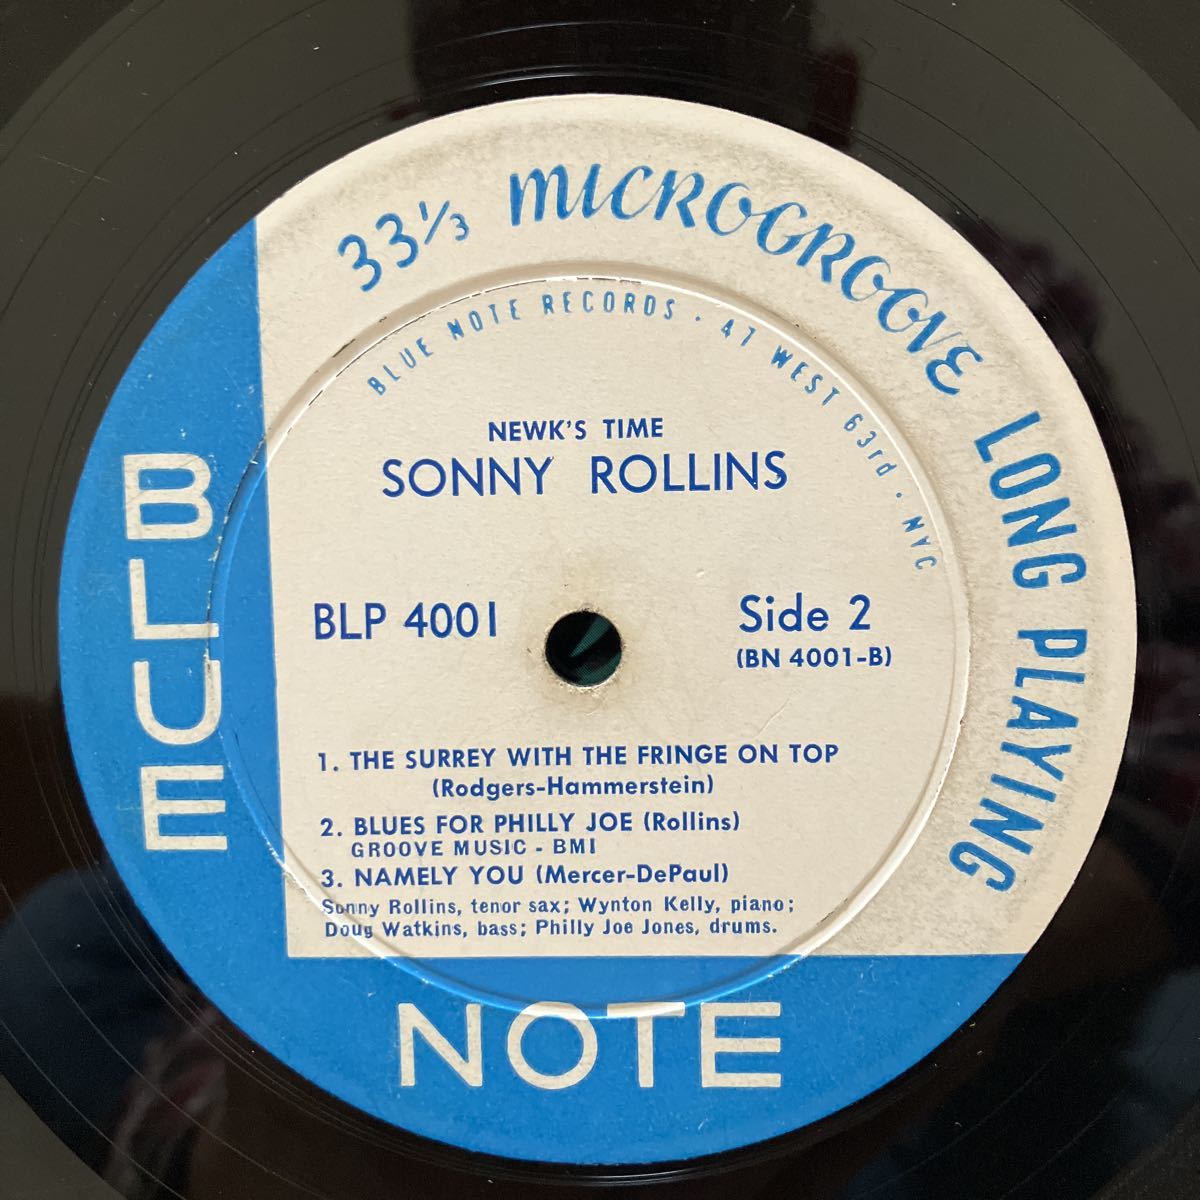 33⅓ MICROGROOVE LONG PLAYING
BLUE NOTE RECORDS · 47 WEST 63rd · NYC
NEWK'S TIME
SONNY ROLLINS
BLP 4001
Side 2
(BN 4001-B)
1. THE SURREY WITH THE FRINGE ON TOP
(Rodgers-Hammerstein)
2. BLUES FOR PHILLY JOE (Rollins)
GROOVE MUSIC - BMI
3. NAMELY YOU (Mercer-DePaul)
Sonny Rollins, tenor sax; Wynton Kelly, piano;
Doug Watkins, bass; Philly Joe Jones, drums.
BLUE
NOTE